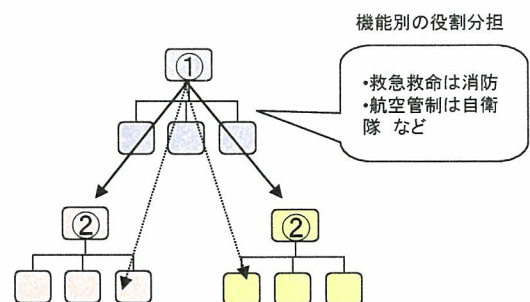 機能別の役割分担
①
•救急救命は消防
•航空管制は自衛
隊 など
②
②